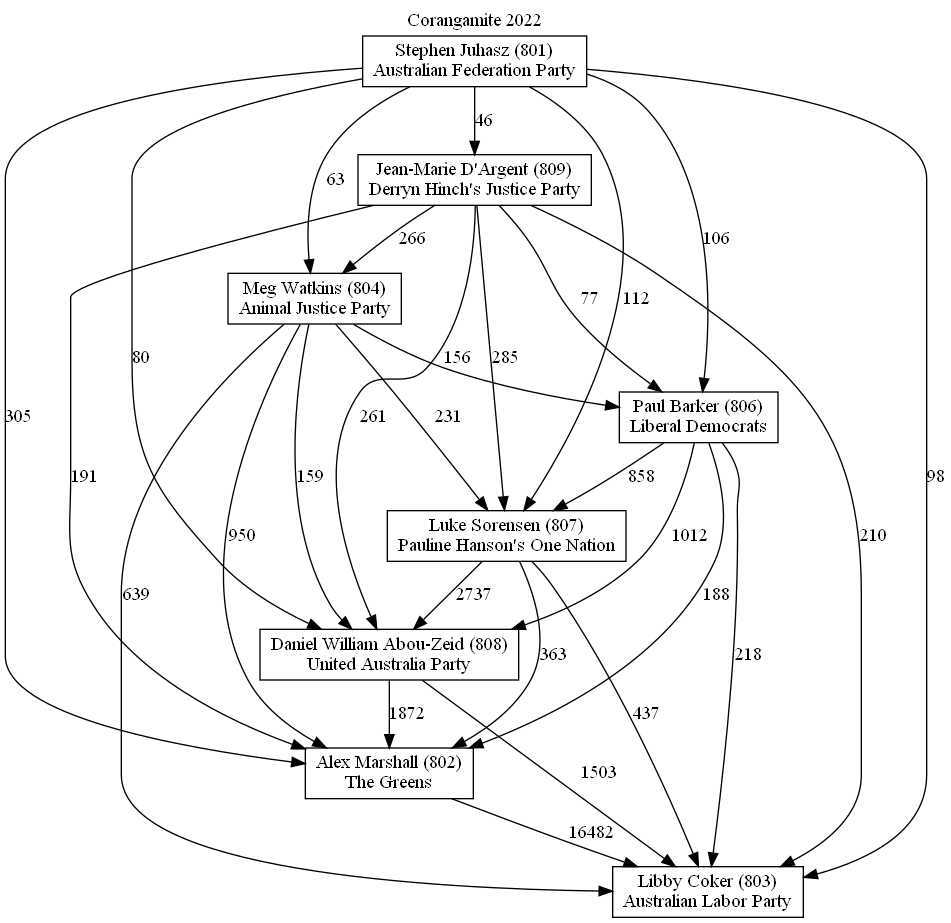 Corangamite 2022
Stephen Juhasz (801)
Australian Federation Party
46
Jean-Marie D'Argent (809)
Derryn Hinch's Justice Party
63
266
106
Meg Watkins (804)
Animal Justice Party
77
112
80
156
285
Paul Barker (806)
Liberal Democrats
305
261
231
191
159
858
98
Luke Sorensen (807)
Pauline Hanson's One Nation
950
1012
210
639
2737
188
Daniel William Abou-Zeid (808)
United Australia Party
363
218
1872
437
Alex Marshall (802)
The Greens
1503
16482
Libby Coker (803)
Australian Labor Party